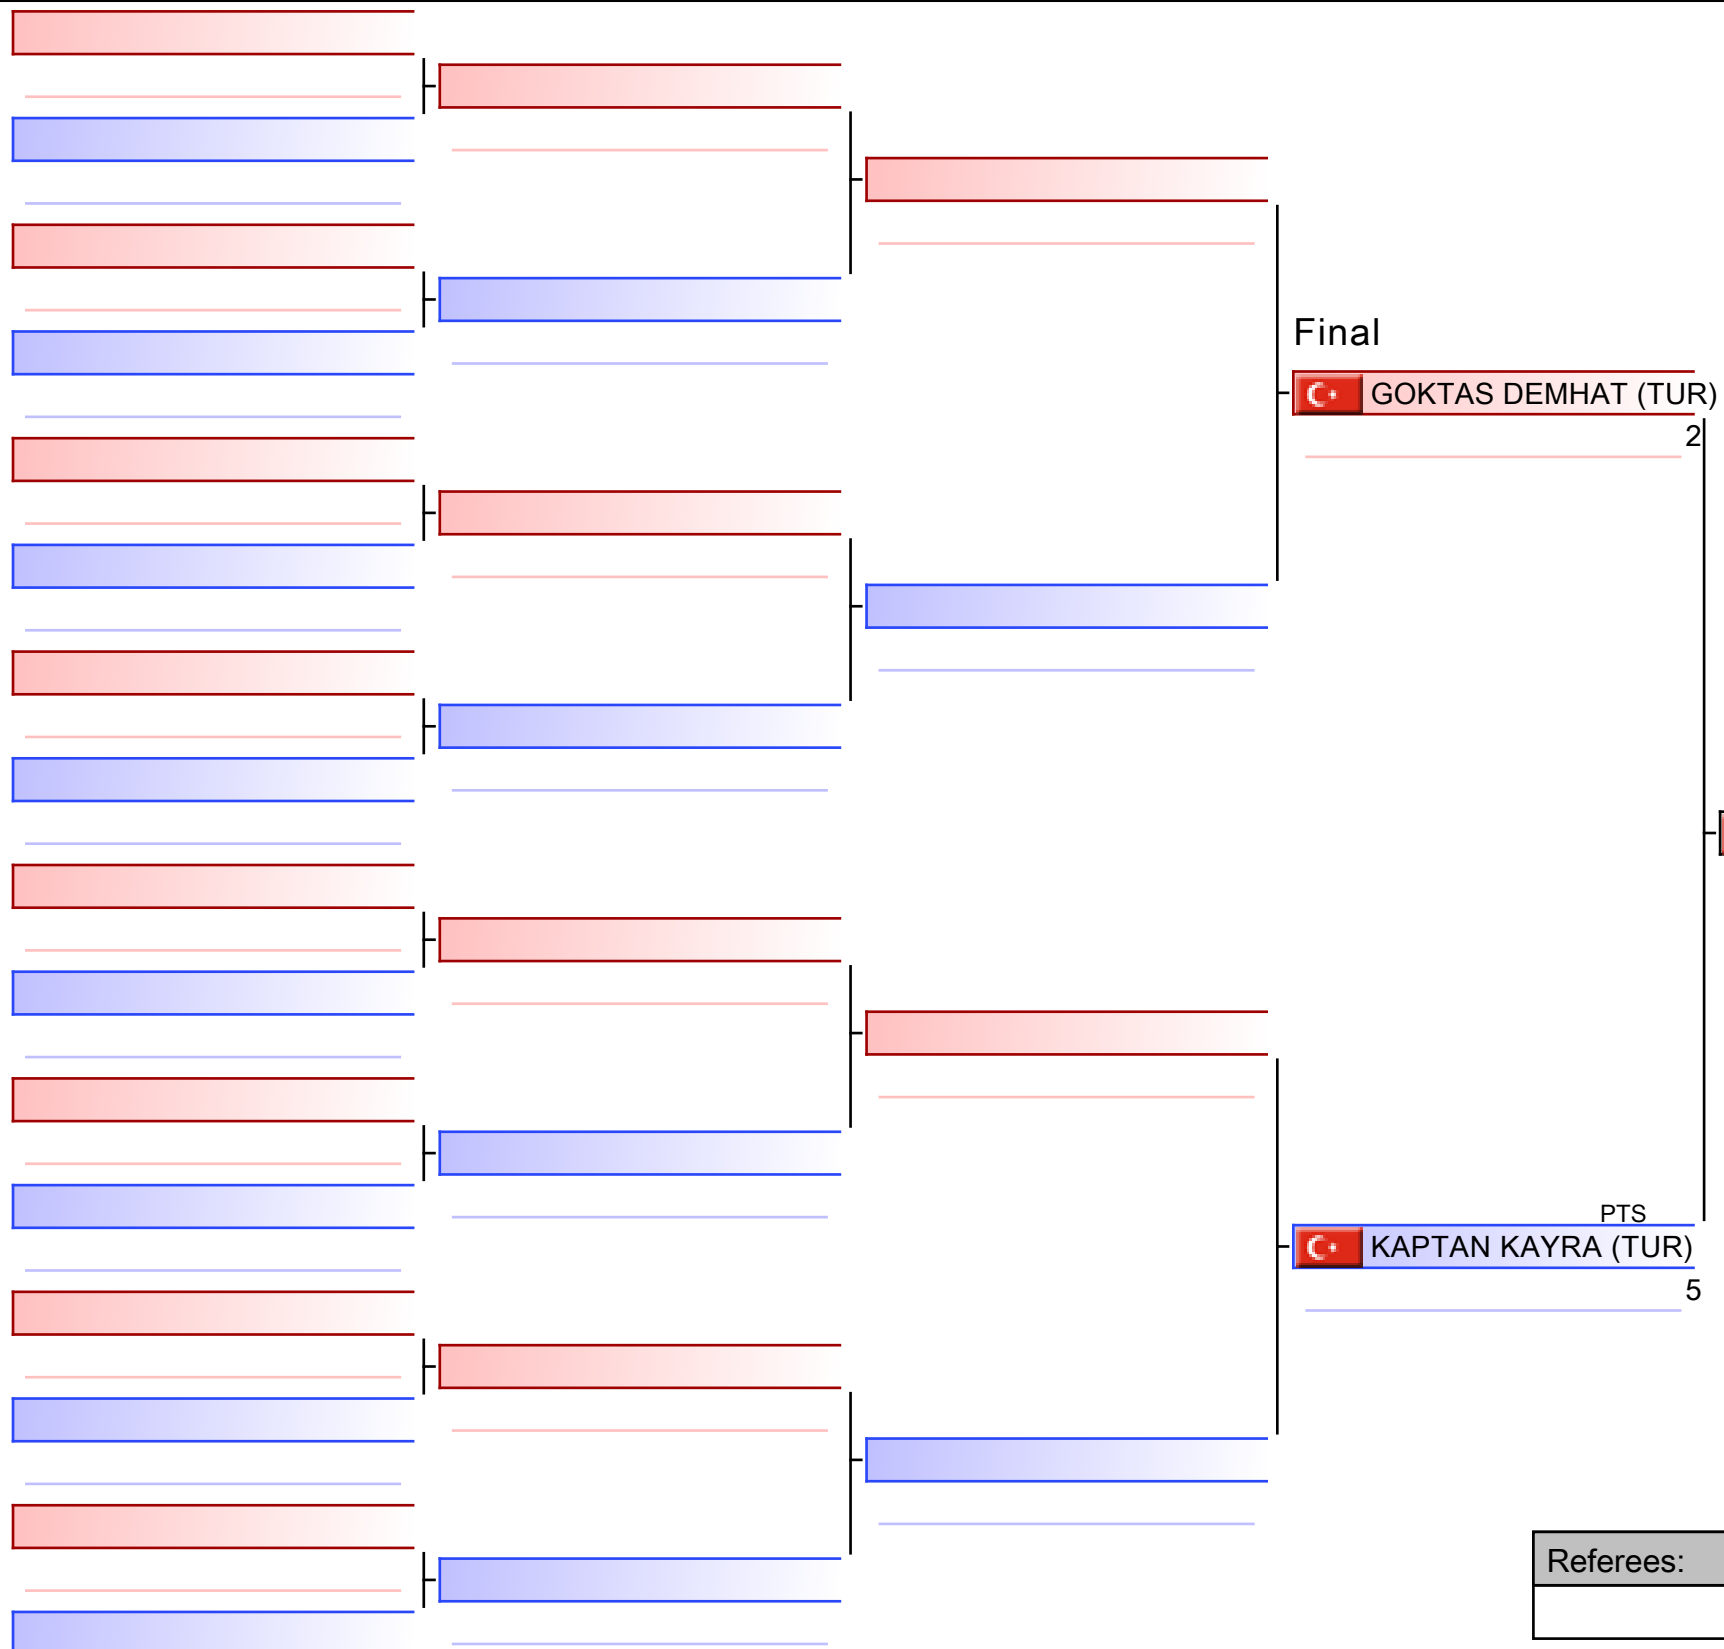 Final
GOKTAS DEMHAT (TUR)
2
PTS
KAPTAN KAYRA (TUR)
5
Referees: